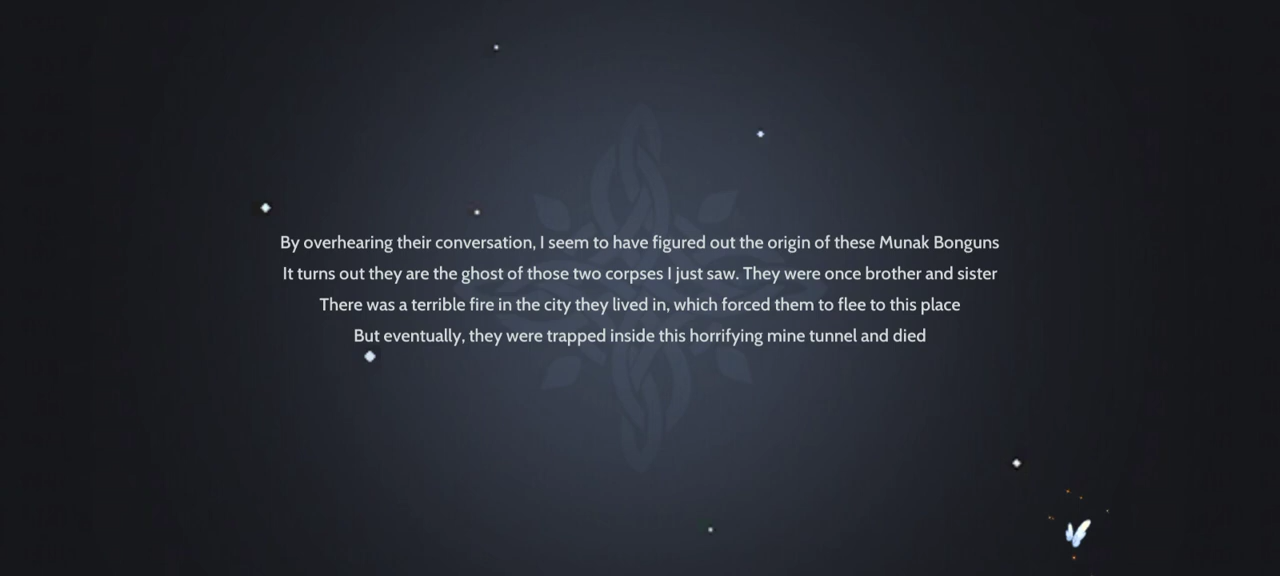 By overhearing their conversation, I seem to have figured out the origin of these Munak Bonguns
It turns out they are the ghost of those two corpses I just saw. They were once brother and sister
There was a terrible fire in the city they lived in, which forced them to flee to this place
But eventually, they were trapped inside this horrifying mine tunnel and died